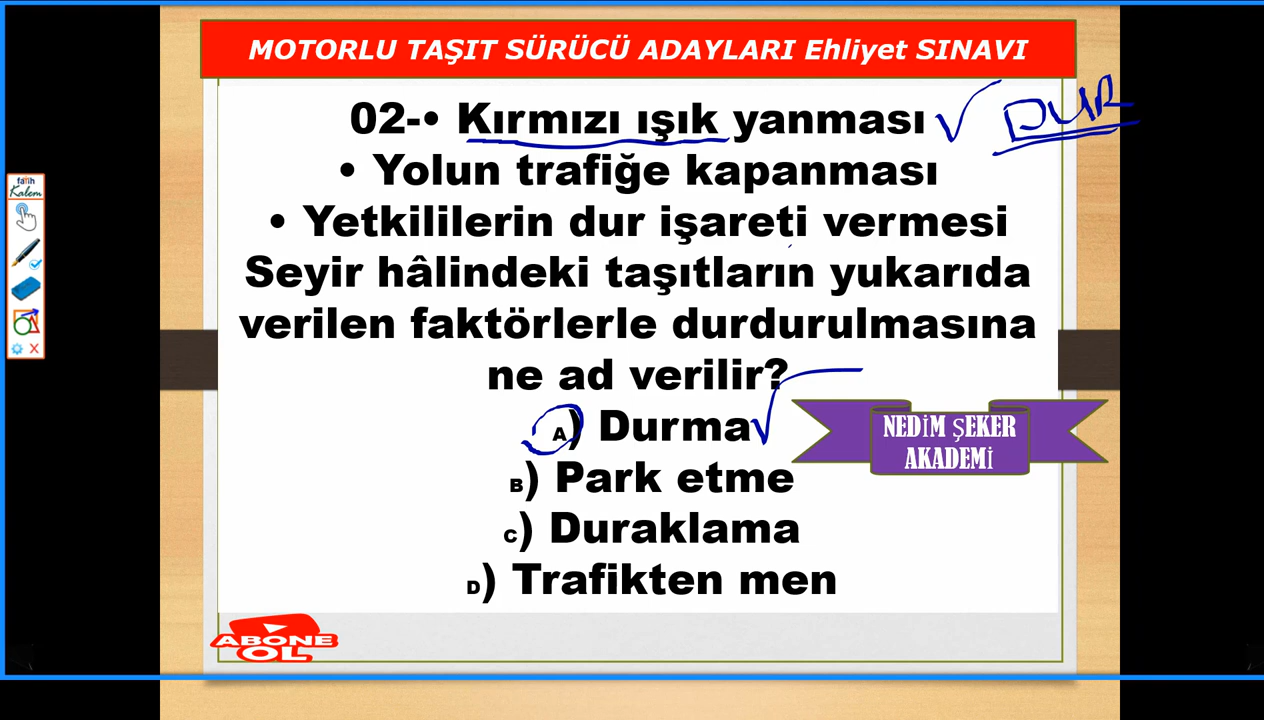 MOTORLU TAŞIT SÜRÜCÜ ADAYLARI Ehliyet SINAVI
02-• Kırmızı ışık yanması
DUR
• Yolun trafiğe kapanması
• Yetkililerin dur işareti vermesi
Seyir hâlindeki taşıtların yukarıda
verilen faktörlerle durdurulmasına
ne ad verilir?
A) Durma
B) Park etme
C) Duraklama
D) Trafikten men
NEDİM ŞEKER
AKADEMİ
ABONE
OL
fatih
Kalem